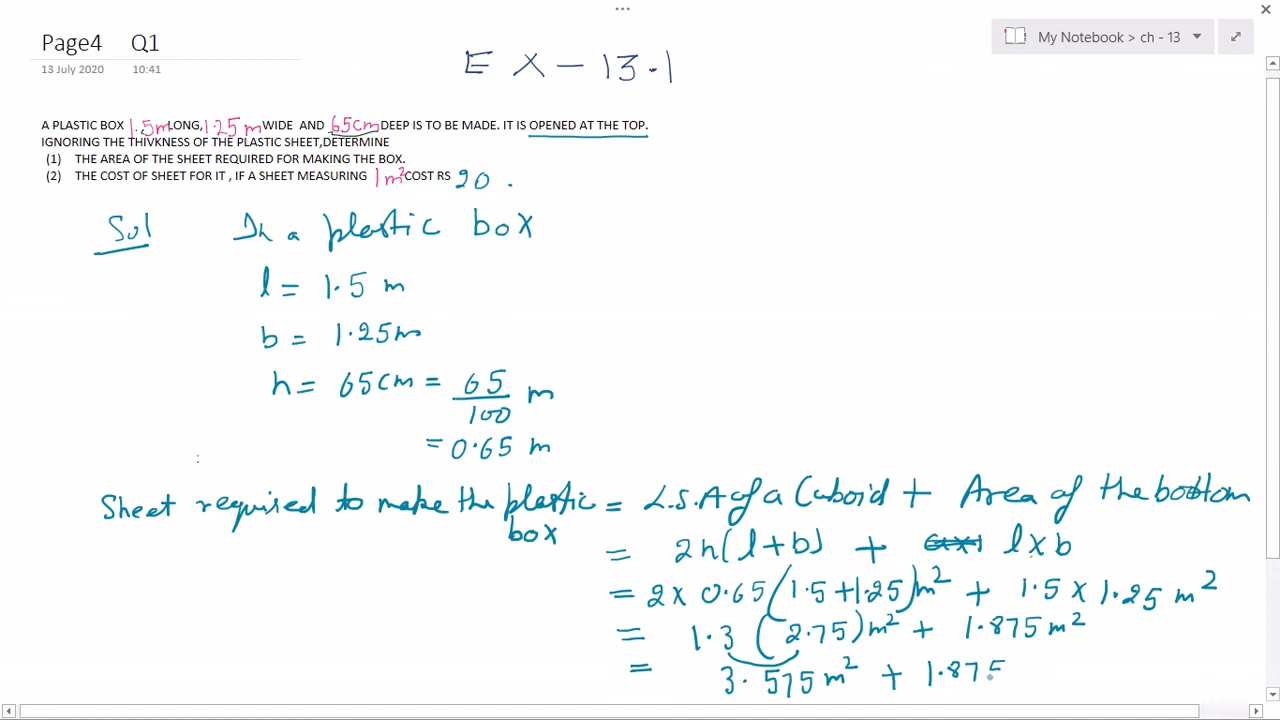 Page4 Q1
13 July 2020 10:41
My Notebook > ch - 13
EX - 13.1
A PLASTIC BOX 1.5m LONG, 1.25 m WIDE AND 65cm DEEP IS TO BE MADE. IT IS OPENED AT THE TOP.
IGNORING THE THIVKNESS OF THE PLASTIC SHEET,DETERMINE
(1) THE AREA OF THE SHEET REQUIRED FOR MAKING THE BOX.
(2) THE COST OF SHEET FOR IT , IF A SHEET MEASURING 1m² COST RS 20 .
Sol In a plastic box
l = 1.5 m
b = 1.25m
h = 65cm = 65/100 m
= 0.65 m
Sheet required to make the plastic box = L.S.A of a Cuboid + Area of the bottom
= 2h(l+b) + l×b
= 2× 0.65(1.5+1.25)m² + 1.5 × 1.25 m²
= 1.3 (2.75)m² + 1.875 m²
= 3.575 m² + 1.875